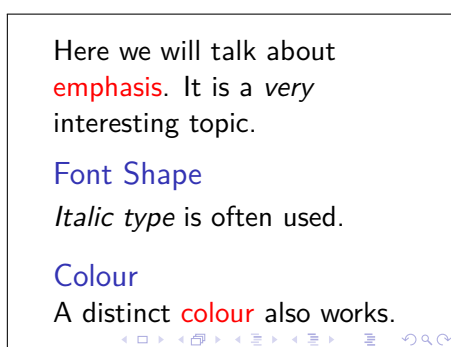 Here we will talk about
emphasis. It is a very
interesting topic.
Font Shape
Italic type is often used.
Colour
A distinct colour also works.